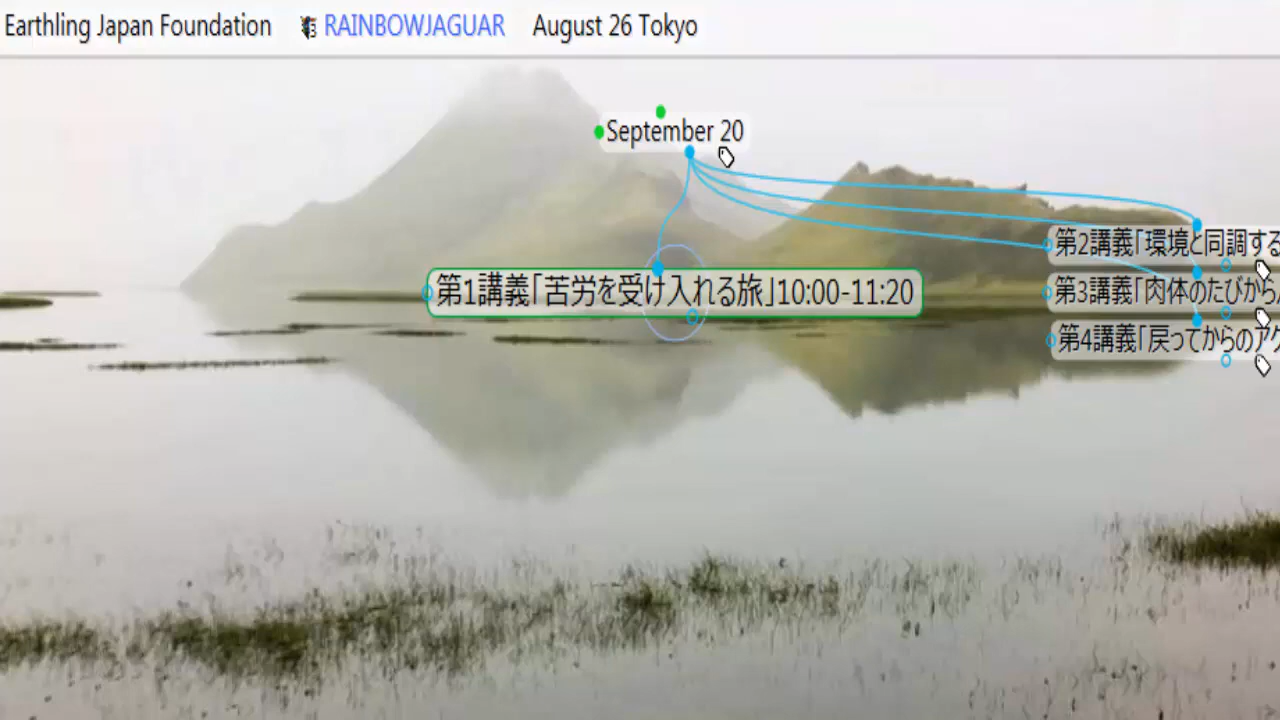 Earthling Japan Foundation RAINBOWJAGUAR August 26 Tokyo
September 20
第1講義「苦労を受け入れる旅」10:00-11:20
第2講義「環境と同調する
第3講義「肉体のたびから
第4講義「戻ってからのアク